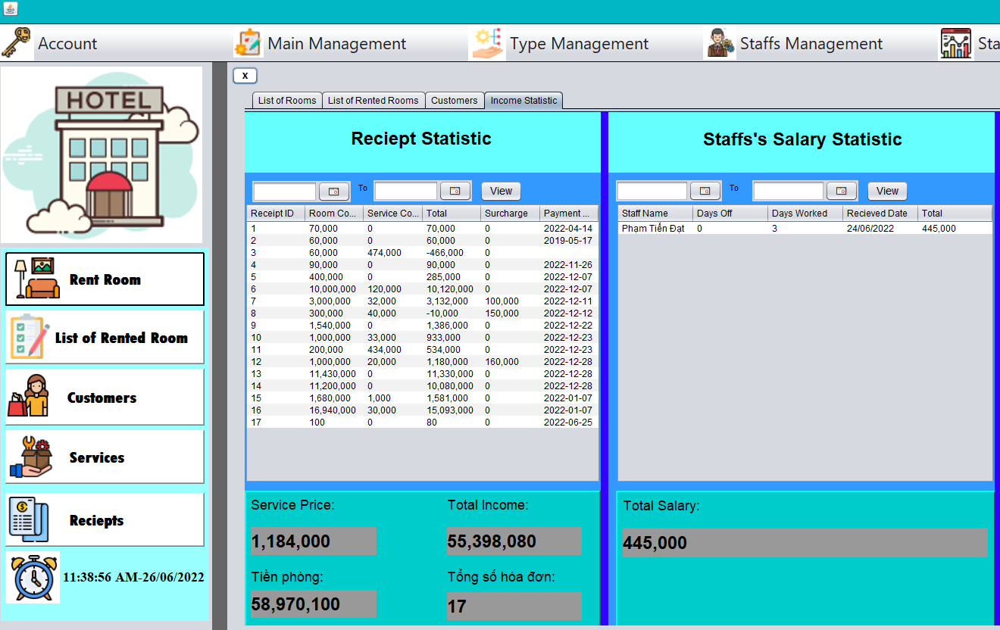 Account
Main Management
Type Management
Staffs Management
Sta
HOTEL
X
List of Rooms
List of Rented Rooms
Customers
Income Statistic
Reciept Statistic
Staffs's Salary Statistic
To
View
To
View
Receipt ID Room Co... Service Co... Total Surcharge Payment ...
1 70,000 0 70,000 0 2022-04-14
2 60,000 0 60,000 0 2019-05-17
3 60,000 474,000 -466,000 0
4 90,000 0 90,000 0 2022-11-26
5 400,000 0 285,000 0 2022-12-07
6 10,000,000 120,000 10,120,000 0 2022-12-07
7 3,000,000 32,000 3,132,000 100,000 2022-12-11
8 300,000 40,000 -10,000 150,000 2022-12-12
9 1,540,000 0 1,386,000 0 2022-12-22
10 1,000,000 33,000 933,000 0 2022-12-23
11 200,000 434,000 534,000 0 2022-12-23
12 1,000,000 20,000 1,180,000 160,000 2022-12-28
13 11,430,000 0 11,330,000 0 2022-12-28
14 11,200,000 0 10,080,000 0 2022-12-28
15 1,680,000 1,000 1,581,000 0 2022-01-07
16 16,940,000 30,000 15,093,000 0 2022-01-07
17 100 0 80 0 2022-06-25
Staff Name Days Off Days Worked Recieved Date Total
Phạm Tiến Đạt 0 3 24/06/2022 445,000
Rent Room
List of Rented Room
Customers
Services
Reciepts
11:38:56 AM-26/06/2022
Service Price:
1,184,000
Total Income:
55,398,080
Tiền phòng:
58,970,100
Tổng số hóa đơn:
17
Total Salary:
445,000